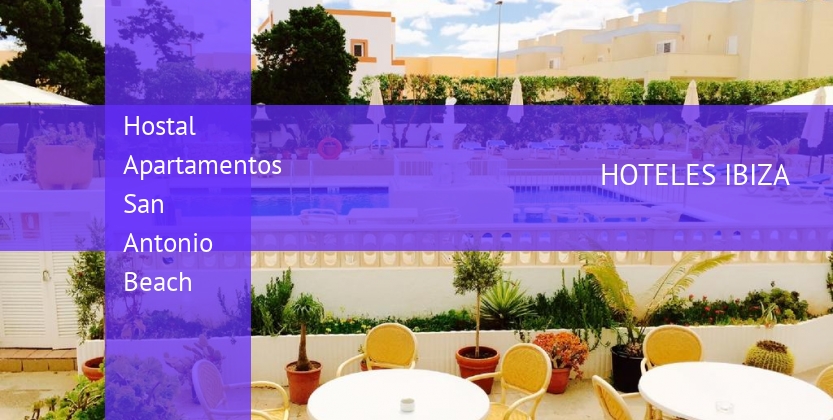 Hostal
Apartamentos
San
Antonio
Beach
HOTELES IBIZA